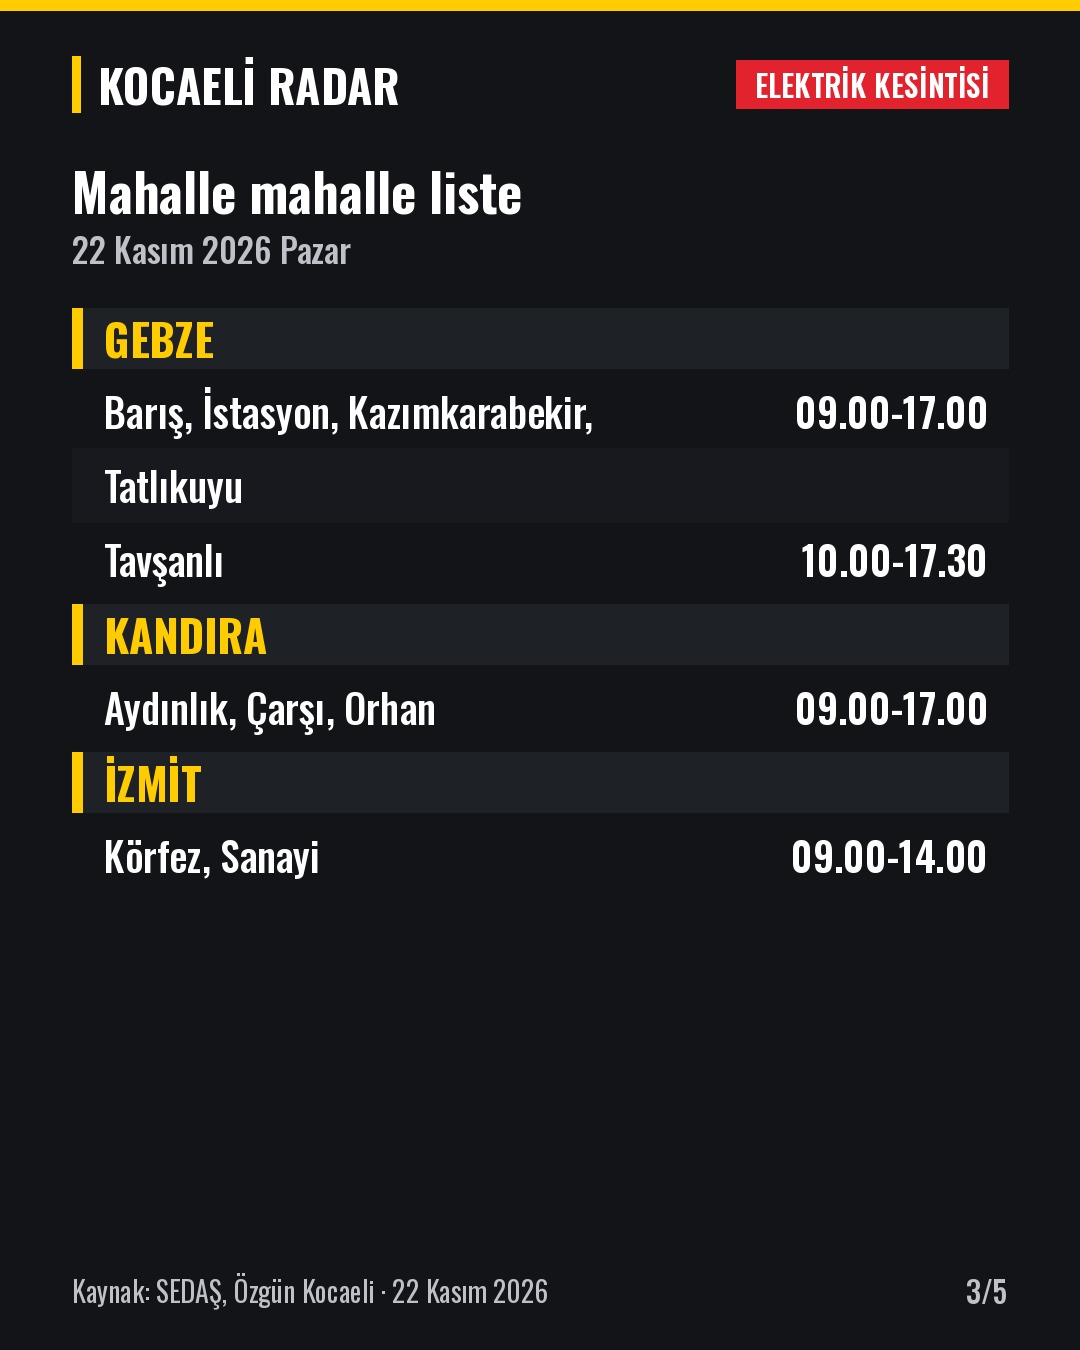 KOCAELİ RADAR
ELEKTRİK KESİNTİSİ
Mahalle mahalle liste
22 Kasım 2026 Pazar
GEBZE
Barış, İstasyon, Kazımkarabekir, 09.00-17.00
Tatlıkuyu
Tavşanlı 10.00-17.30
KANDIRA
Aydınlık, Çarşı, Orhan 09.00-17.00
İZMİT
Körfez, Sanayi 09.00-14.00
Kaynak: SEDAŞ, Özgün Kocaeli · 22 Kasım 2026 3/5